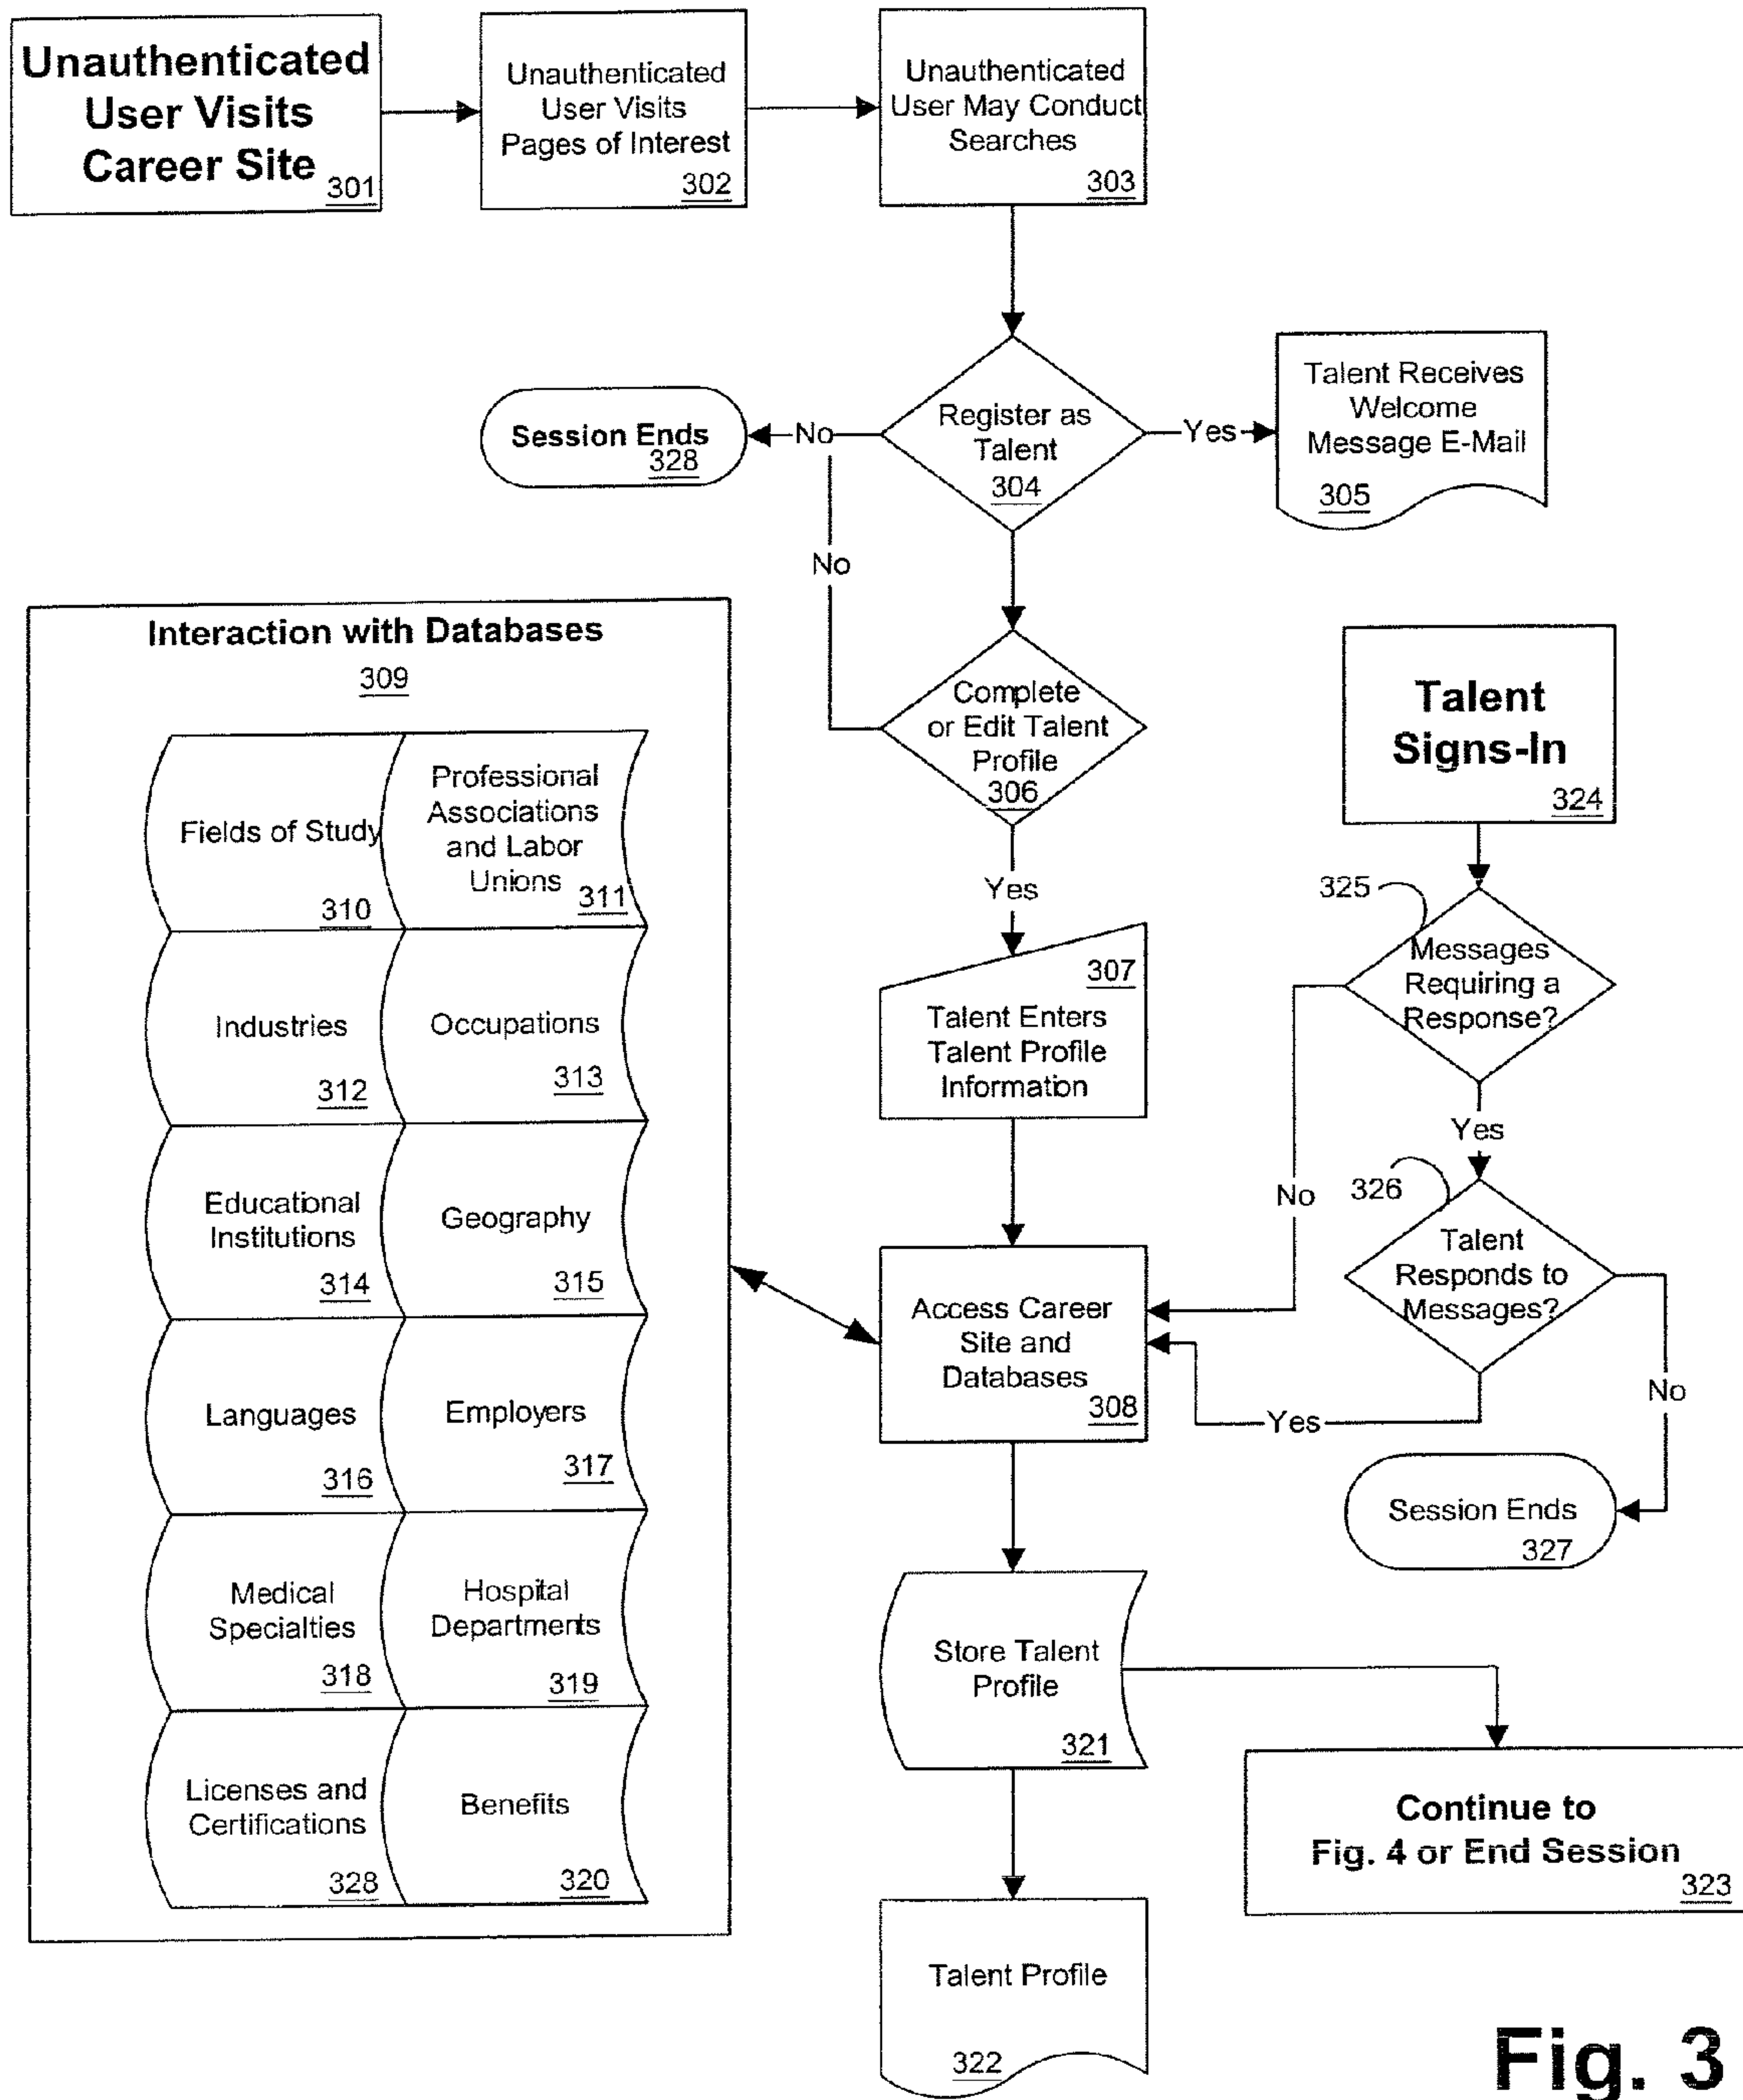 Unauthenticated
User Visits
Career Site
301
Unauthenticated
User Visits
Pages of Interest
302
Unauthenticated
User May Conduct
Searches
303
Register as
Talent
304
No
Session Ends
328
Yes
Talent Receives
Welcome
Message E-Mail
305
No
Complete
or Edit Talent
Profile
306
Yes
307
Talent Enters
Talent Profile
Information
Interaction with Databases
309
Fields of Study
310
Professional
Associations
and Labor
Unions
311
Industries
312
Occupations
313
Educational
Institutions
314
Geography
315
Languages
316
Employers
317
Medical
Specialties
318
Hospital
Departments
319
Licenses and
Certifications
328
Benefits
320
Access Career
Site and
Databases
308
Talent
Signs-In
324
325
Messages
Requiring a
Response?
No
Yes
326
Talent
Responds to
Messages?
Yes
No
Session Ends
327
Store Talent
Profile
321
Continue to
Fig. 4 or End Session
323
Talent Profile
322
Fig. 3